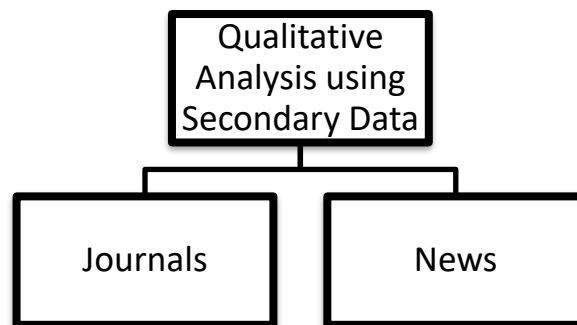 Qualitative
Analysis using
Secondary Data
Journals
News